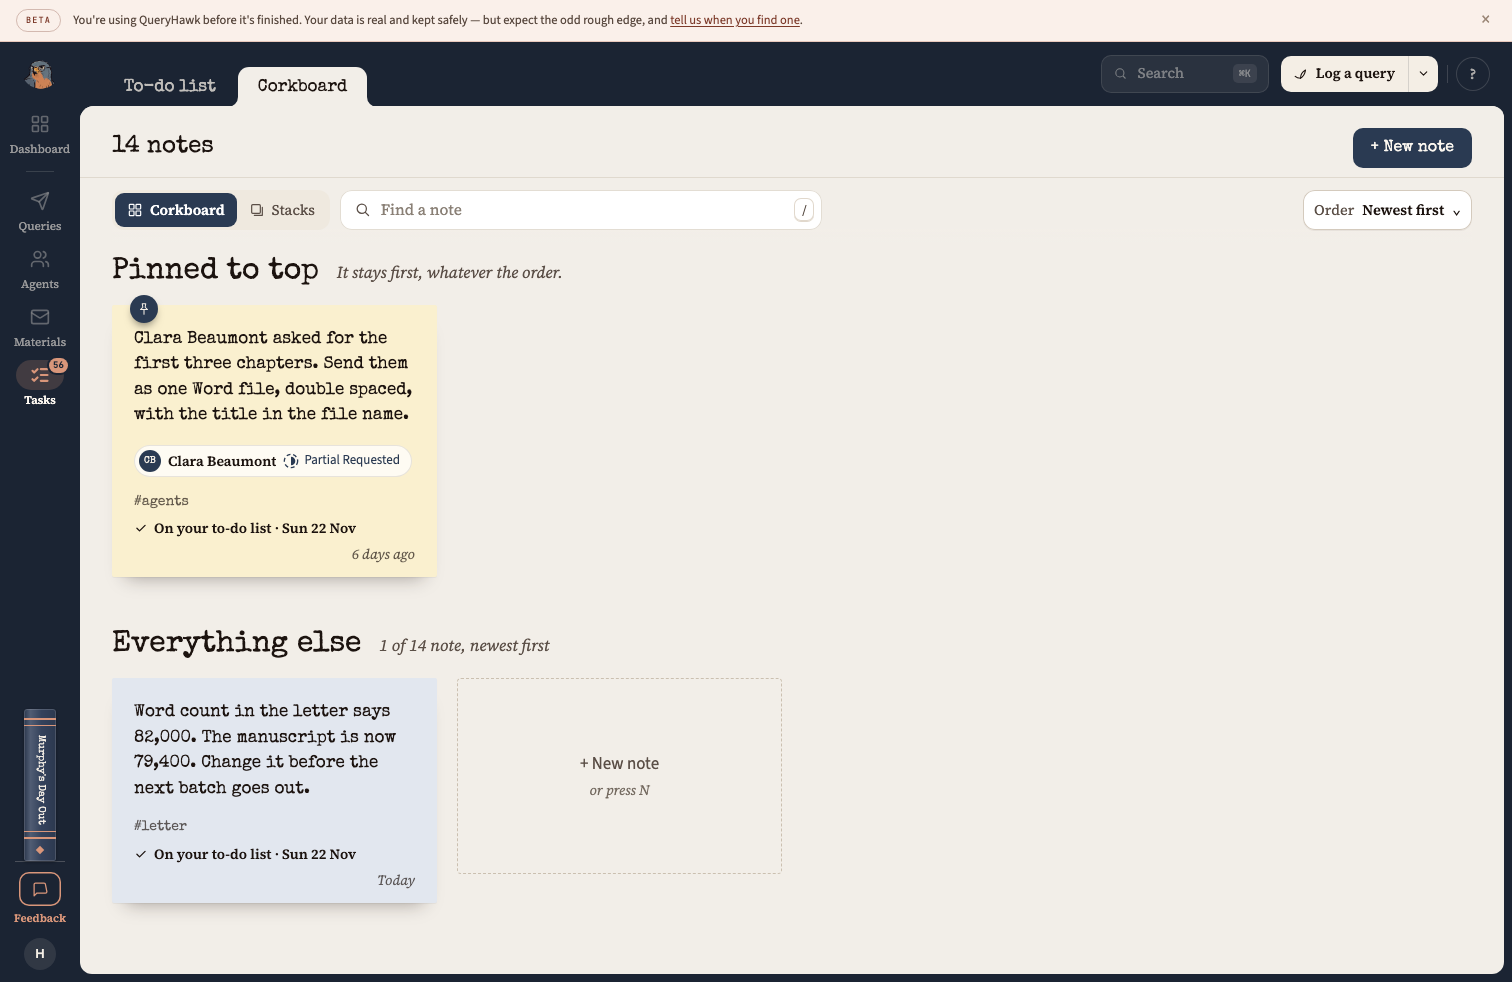 BETA You're using QueryHawk before it's finished. Your data is real and kept safely — but expect the odd rough edge, and tell us when you find one. ×
To-do list
Corkboard
Search ⌘K
Log a query
?
Dashboard
Queries
Agents
Materials
56
Tasks
Murphy's Day Out
Feedback
H
14 notes
+ New note
Corkboard
Stacks
Find a note /
Order Newest first
Pinned to top It stays first, whatever the order.
Clara Beaumont asked for the
first three chapters. Send them
as one Word file, double spaced,
with the title in the file name.
CB Clara Beaumont Partial Requested
#agents
✓ On your to-do list · Sun 22 Nov
6 days ago
Everything else 1 of 14 note, newest first
Word count in the letter says
82,000. The manuscript is now
79,400. Change it before the
next batch goes out.
#letter
✓ On your to-do list · Sun 22 Nov
Today
+ New note
or press N